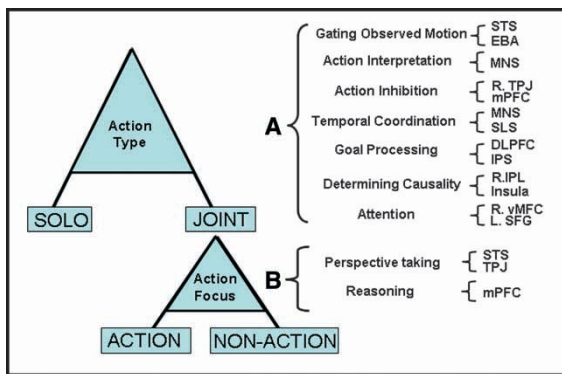 Action
Type
SOLO
JOINT
Action
Focus
ACTION
NON-ACTION
A
Gating Observed Motion
STS
EBA
Action Interpretation
MNS
Action Inhibition
R. TPJ
mPFC
Temporal Coordination
MNS
SLS
Goal Processing
DLPFC
IPS
Determining Causality
R.IPL
Insula
Attention
R. vMFC
L. SFG
B
Perspective taking
STS
TPJ
Reasoning
mPFC